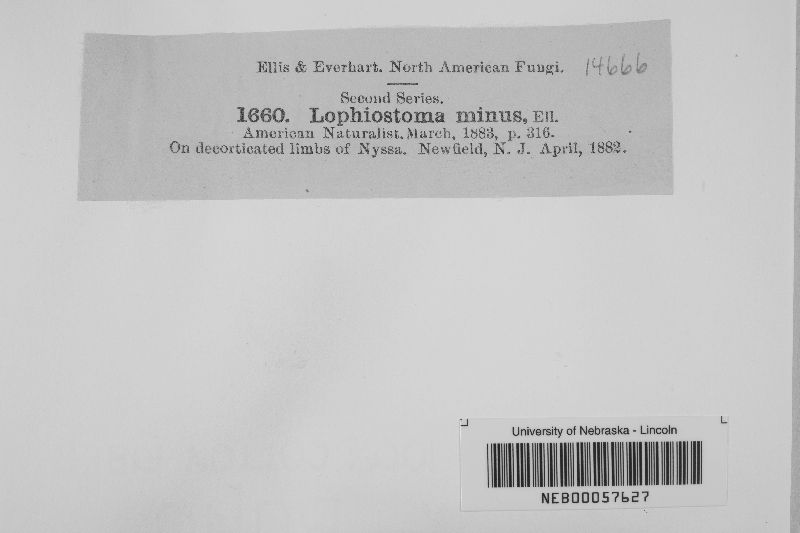 Ellis & Everhart. North American Fungi. 14666
Second Series.
1660. Lophiostoma minus, Ell.
American Naturalist, March, 1883, p. 316.
On decorticated limbs of Nyssa. Newfield, N. J. April, 1882.
University of Nebraska - Lincoln
NEB00057627